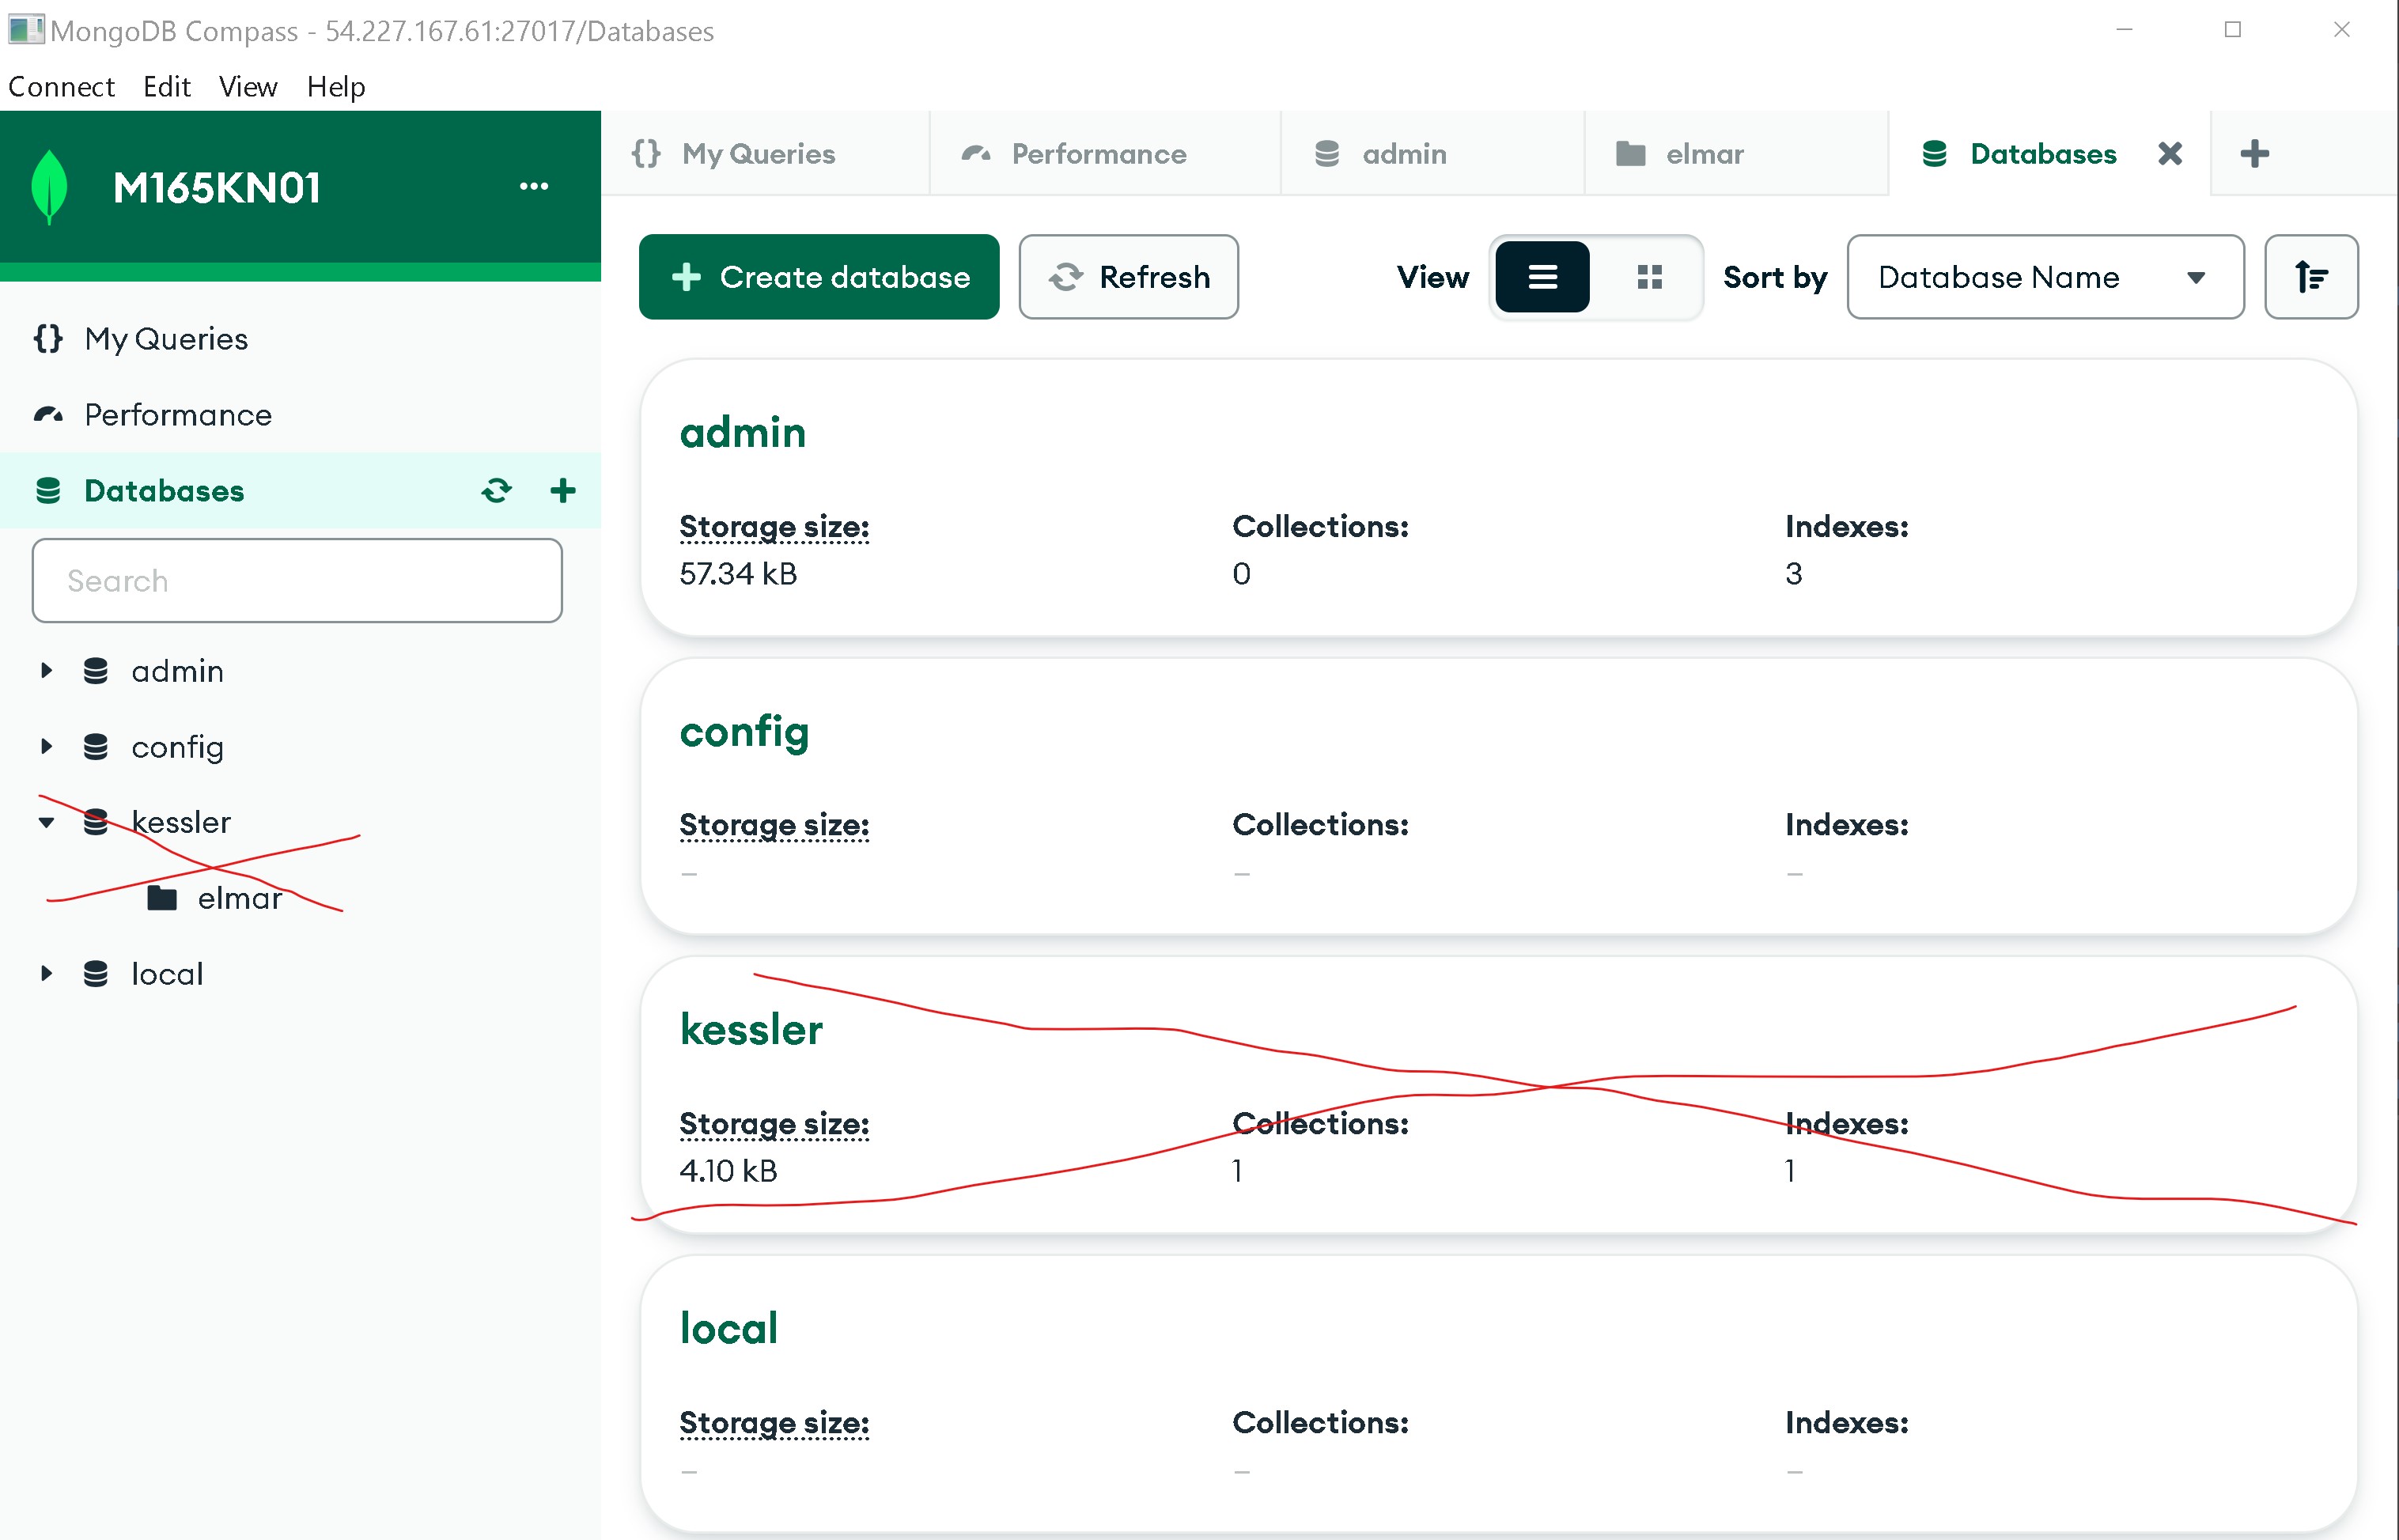 MongoDB Compass - 54.227.167.61:27017/Databases
Connect Edit View Help
M165KN01
My Queries
Performance
Databases
Search
admin
config
kessler
elmar
local
My Queries Performance admin elmar Databases
Create database Refresh View Sort by Database Name
admin
Storage size: Collections: Indexes:
57.34 kB 0 3
config
Storage size: Collections: Indexes:
– – –
kessler
Storage size: Collections: Indexes:
4.10 kB 1 1
local
Storage size: Collections: Indexes:
– – –